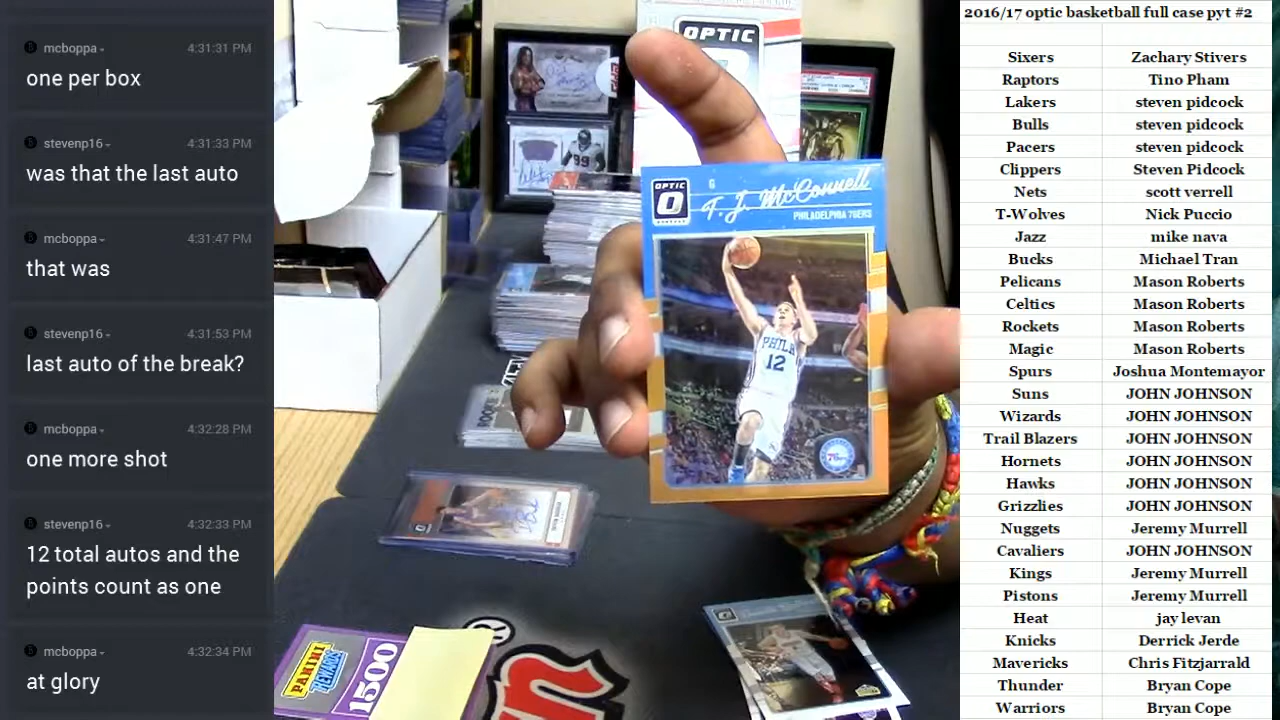 mcboppa 4:31:31 PM
one per box
stevenp16 4:31:33 PM
was that the last auto
mcboppa 4:31:47 PM
that was
stevenp16 4:31:53 PM
last auto of the break?
mcboppa 4:32:28 PM
one more shot
stevenp16 4:32:33 PM
12 total autos and the
points count as one
mcboppa 4:32:34 PM
at glory
OPTIC
99
OPTIC
G
T. J. McConnell
PHILADELPHIA 76ERS
PHILA
12
76ERS
PANINI
REWARDS
1500
2016/17 optic basketball full case pyt #2
Sixers Zachary Stivers
Raptors Tino Pham
Lakers steven pidcock
Bulls steven pidcock
Pacers steven pidcock
Clippers Steven Pidcock
Nets scott verrell
T-Wolves Nick Puccio
Jazz mike nava
Bucks Michael Tran
Pelicans Mason Roberts
Celtics Mason Roberts
Rockets Mason Roberts
Magic Mason Roberts
Spurs Joshua Montemayor
Suns JOHN JOHNSON
Wizards JOHN JOHNSON
Trail Blazers JOHN JOHNSON
Hornets JOHN JOHNSON
Hawks JOHN JOHNSON
Grizzlies JOHN JOHNSON
Nuggets Jeremy Murrell
Cavaliers JOHN JOHNSON
Kings Jeremy Murrell
Pistons Jeremy Murrell
Heat jay levan
Knicks Derrick Jerde
Mavericks Chris Fitzjarrald
Thunder Bryan Cope
Warriors Bryan Cope